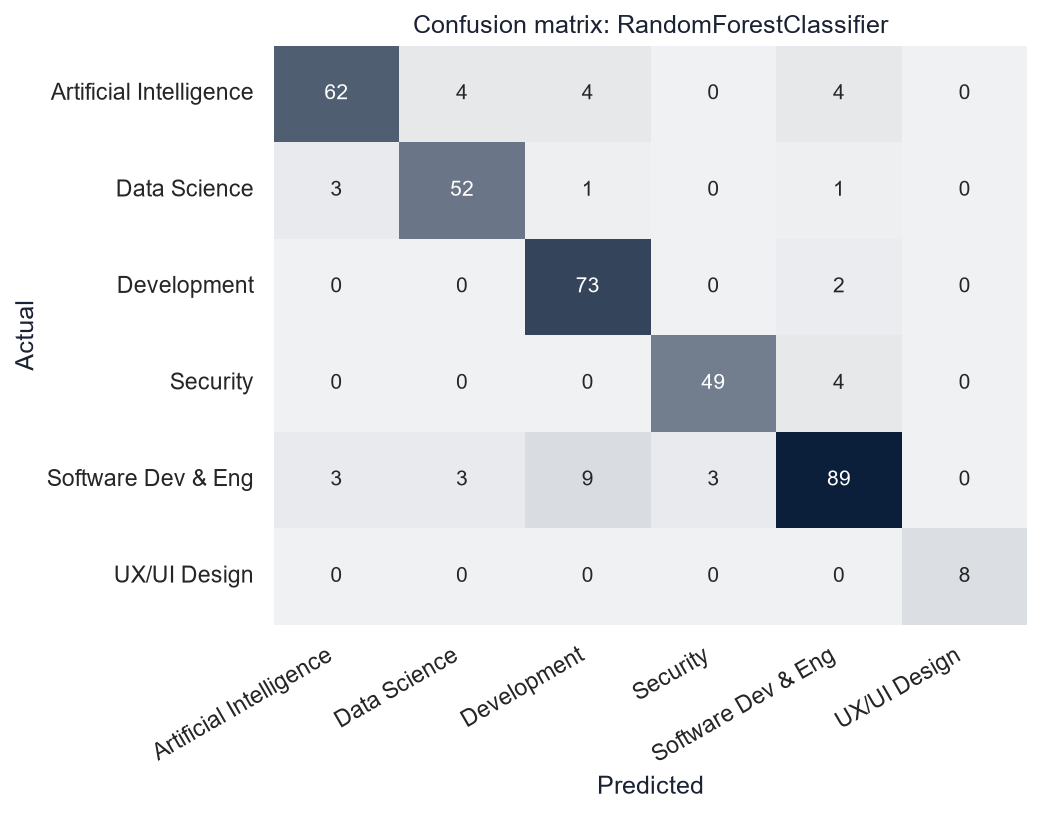 Confusion matrix: RandomForestClassifier
Artificial Intelligence 62 4 4 0 4 0
Data Science 3 52 1 0 1 0
Development 0 0 73 0 2 0
Security 0 0 0 49 4 0
Software Dev & Eng 3 3 9 3 89 0
UX/UI Design 0 0 0 0 0 8
Actual
Artificial Intelligence
Data Science
Development
Security
Software Dev & Eng
UX/UI Design
Predicted